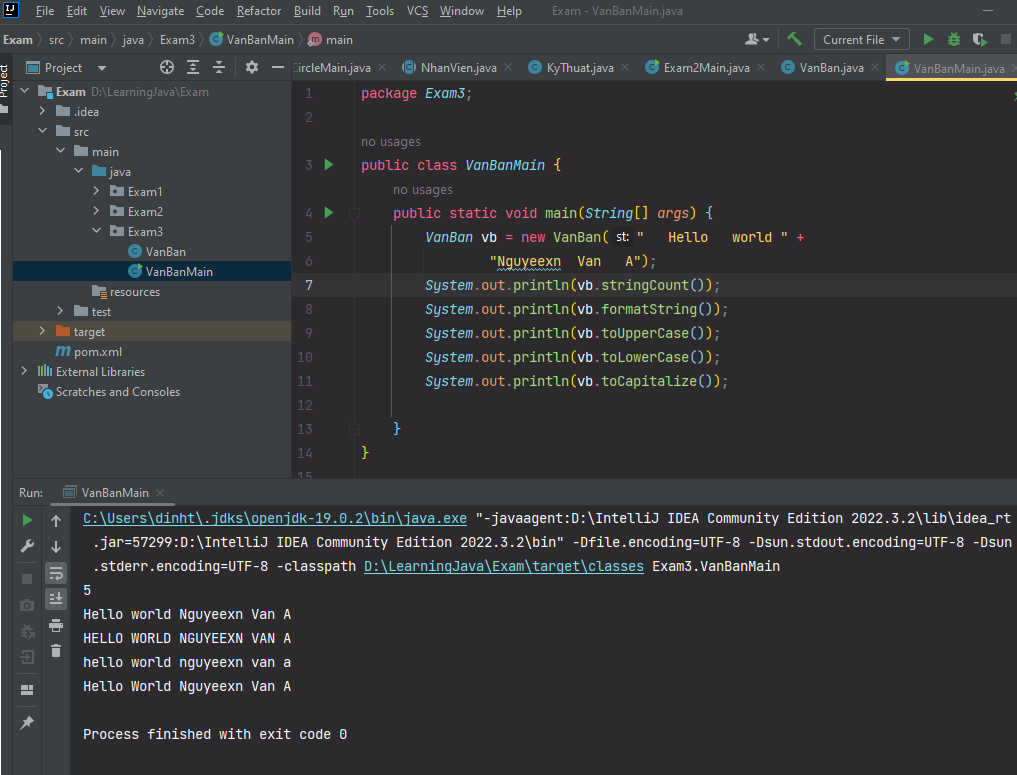 IJ File Edit View Navigate Code Refactor Build Run Tools VCS Window Help Exam - VanBanMain.java
Exam src main java Exam3 VanBanMain main Current File
Project Project ircleMain.java NhanVien.java KyThuat.java Exam2Main.java VanBan.java VanBanMain.java
Exam D:\LearningJava\Exam
.idea
src
main
java
Exam1
Exam2
Exam3
VanBan
VanBanMain
resources
test
target
pom.xml
External Libraries
Scratches and Consoles
1 package Exam3;
2
no usages
3 public class VanBanMain {
no usages
4 public static void main(String[] args) {
5 VanBan vb = new VanBan( st: "   Hello   world " +
6 "Nguyeexn  Van   A");
7 System.out.println(vb.stringCount());
8 System.out.println(vb.formatString());
9 System.out.println(vb.toUpperCase());
10 System.out.println(vb.toLowerCase());
11 System.out.println(vb.toCapitalize());
12
13 }
14 }
15
Run: VanBanMain
C:\Users\dinht\.jdks\openjdk-19.0.2\bin\java.exe "-javaagent:D:\IntelliJ IDEA Community Edition 2022.3.2\lib\idea_rt
.jar=57299:D:\IntelliJ IDEA Community Edition 2022.3.2\bin" -Dfile.encoding=UTF-8 -Dsun.stdout.encoding=UTF-8 -Dsun
.stderr.encoding=UTF-8 -classpath D:\LearningJava\Exam\target\classes Exam3.VanBanMain
5
Hello world Nguyeexn Van A
HELLO WORLD NGUYEEXN VAN A
hello world nguyeexn van a
Hello World Nguyeexn Van A
Process finished with exit code 0